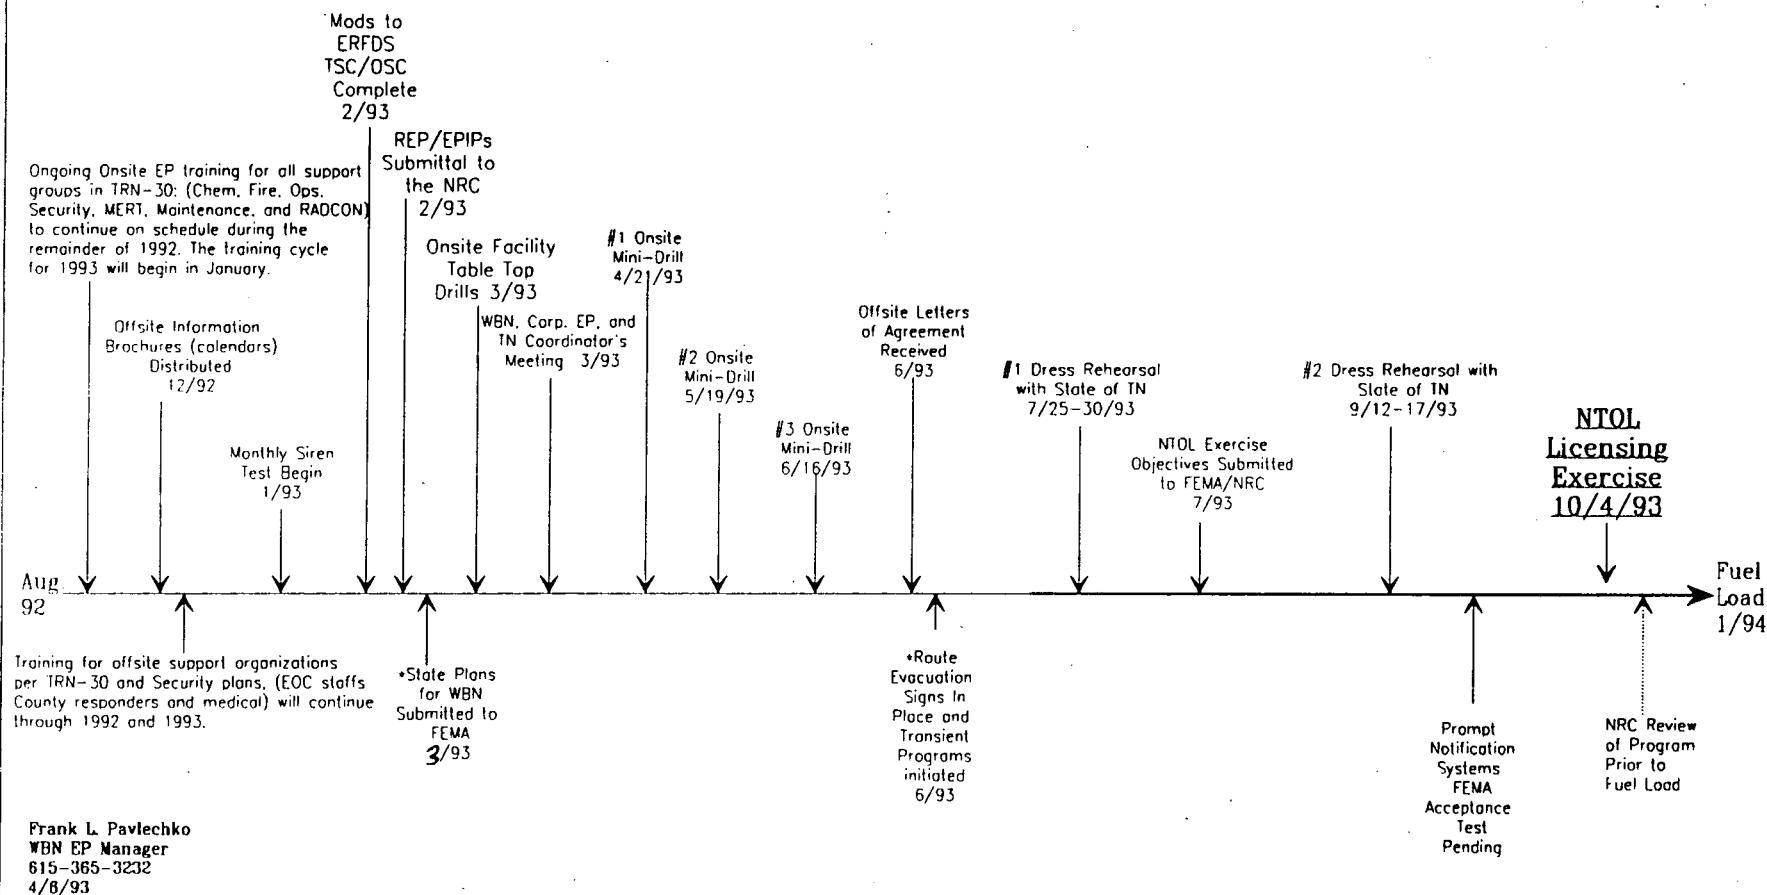 Mods to
ERFDS
TSC/OSC
Complete
2/93
REP/EPIPs
Submittal to
the NRC
2/93
Ongoing Onsite EP training for all support
groups in TRN-30: (Chem, Fire, Ops,
Security, MERT, Maintenance, and RADCON)
to continue on schedule during the
remainder of 1992. The training cycle
for 1993 will begin in January.
Onsite Facility
Table Top
Drills 3/93
#1 Onsite
Mini-Drill
4/21/93
Offsite Information
Brochures (calendars)
Distributed
12/92
WBN, Corp. EP, and
TN Coordinator's
Meeting 3/93
#2 Onsite
Mini-Drill
5/19/93
Offsite Letters
of Agreement
Received
6/93
#1 Dress Rehearsal
with State of TN
7/25-30/93
#2 Dress Rehearsal with
State of TN
9/12-17/93
Monthly Siren
Test Begin
1/93
#3 Onsite
Mini-Drill
6/16/93
NTOL Exercise
Objectives Submitted
to FEMA/NRC
7/93
NTOL
Licensing
Exercise
10/4/93
Aug
92
Fuel
Load
1/94
Training for offsite support organizations
per TRN-30 and Security plans, (EOC staffs
County responders and medical) will continue
through 1992 and 1993.
*State Plans
for WBN
Submitted to
FEMA
3/93
*Route
Evacuation
Signs In
Place and
Transient
Programs
initiated
6/93
Prompt
Notification
Systems
FEMA
Acceptance
Test
Pending
NRC Review
of Program
Prior to
Fuel Load
Frank L. Pavlechko
WBN EP Manager
615-365-3232
4/6/93